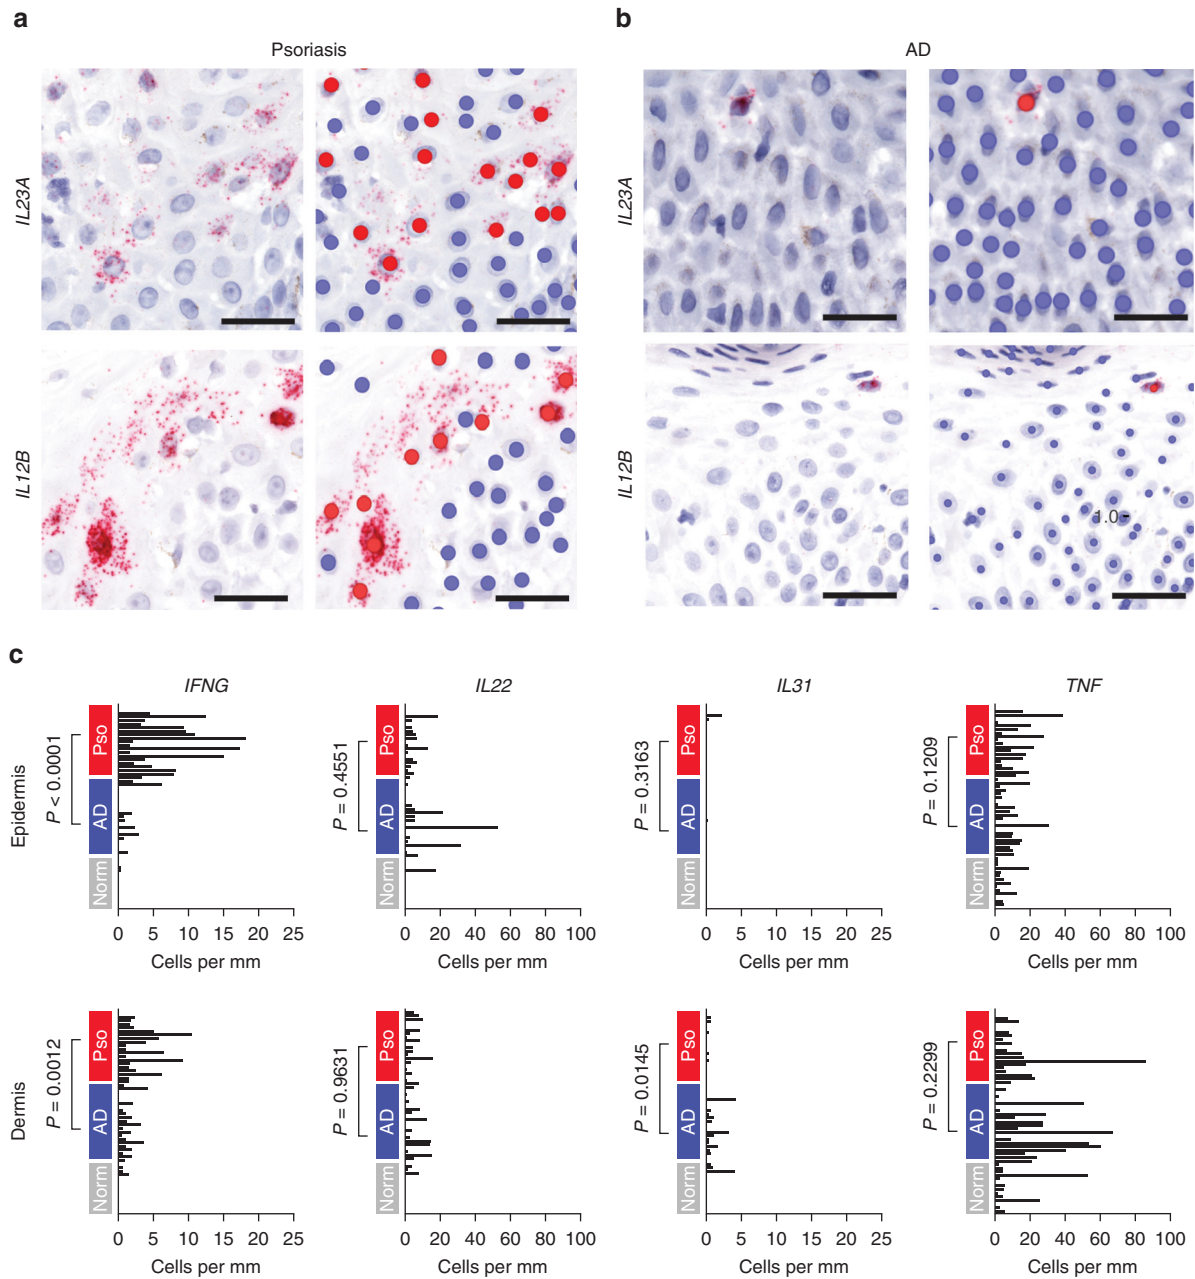 a
b
Psoriasis
AD
IL23A
IL23A
IL12B
IL12B
1.0
c
IFNG
IL22
IL31
TNF
Epidermis
P < 0.0001
Pso
AD
Norm
0 5 10 15 20 25
Cells per mm
P = 0.4551
0 20 40 60 80 100
Cells per mm
P = 0.3163
Pso
AD
Norm
0 5 10 15 20 25
Cells per mm
P = 0.1209
Pso
AD
Norm
0 20 40 60 80 100
Cells per mm
Pso
AD
Norm
Dermis
P = 0.0012
Pso
AD
Norm
0 5 10 15 20 25
Cells per mm
P = 0.9631
Pso
AD
Norm
0 20 40 60 80 100
Cells per mm
P = 0.0145
Pso
AD
Norm
0 5 10 15 20 25
Cells per mm
P = 0.2299
Pso
AD
Norm
0 20 40 60 80 100
Cells per mm